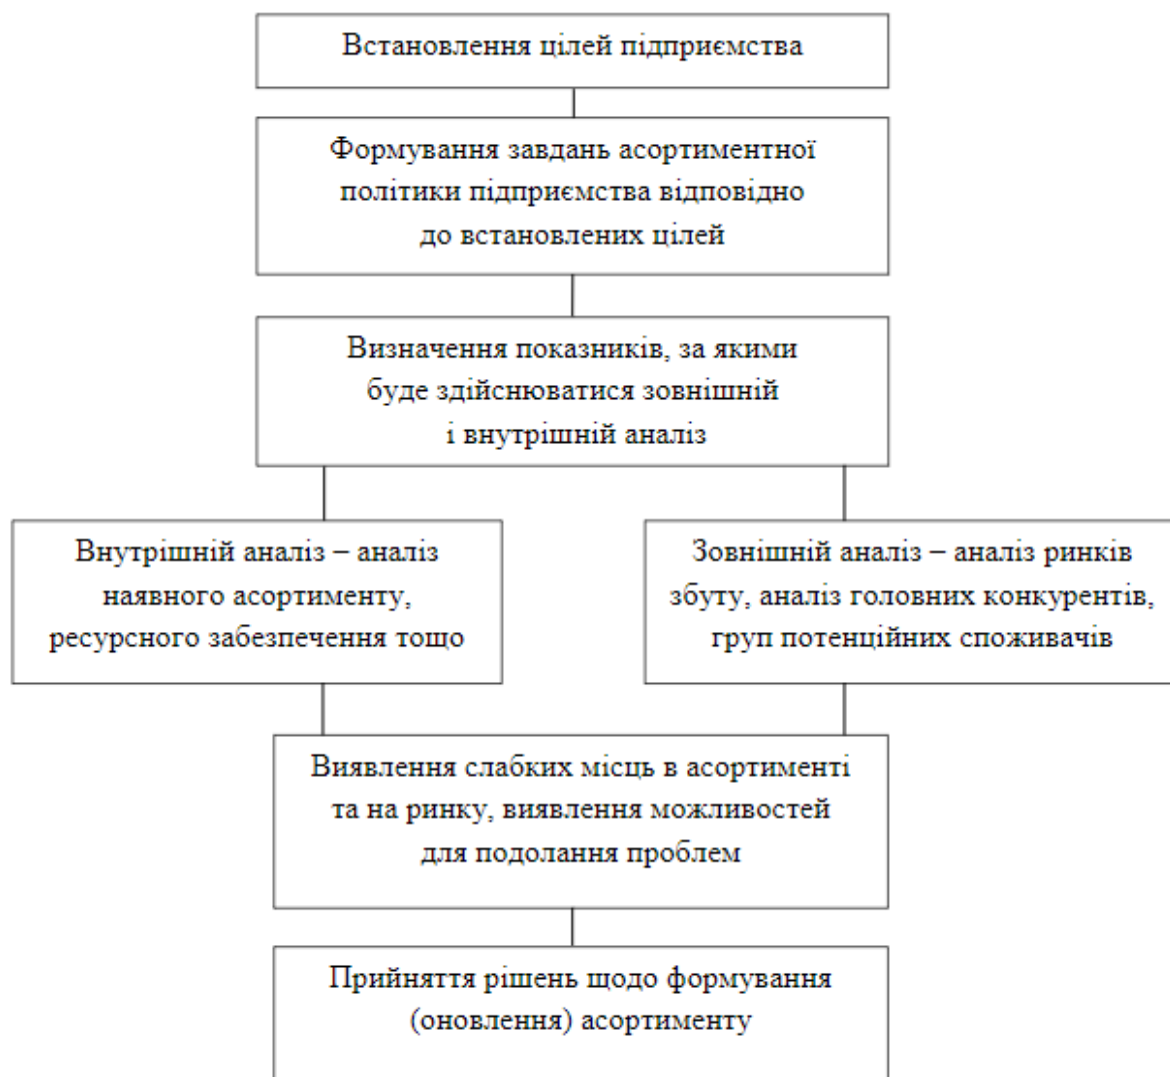 Встановлення цілей підприємства
Формування завдань асортиментної
політики підприємства відповідно
до встановлених цілей
Визначення показників, за якими
буде здійснюватися зовнішній
і внутрішній аналіз
Внутрішній аналіз – аналіз
наявного асортименту,
ресурсного забезпечення тощо
Зовнішній аналіз – аналіз ринків
збуту, аналіз головних конкурентів,
груп потенційних споживачів
Виявлення слабких місць в асортименті
та на ринку, виявлення можливостей
для подолання проблем
Прийняття рішень щодо формування
(оновлення) асортименту